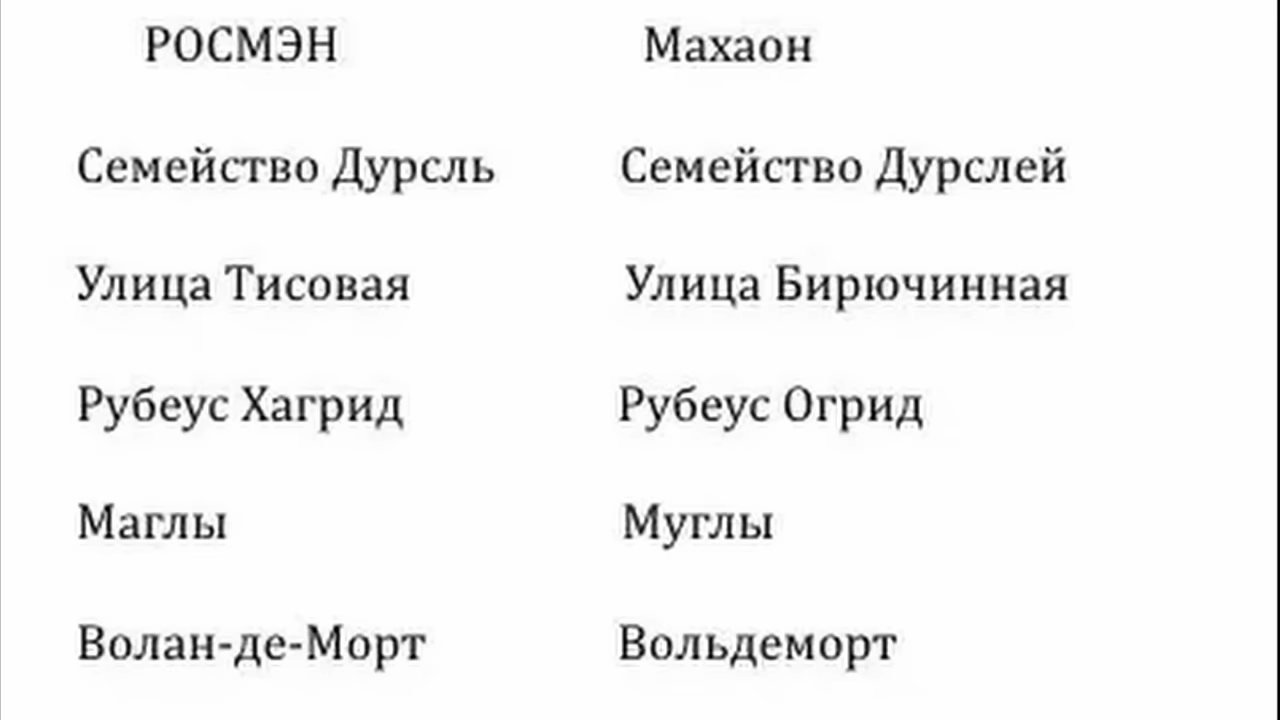 РОСМЭН Махаон
Семейство Дурсль Семейство Дурслей
Улица Тисовая Улица Бирючинная
Рубеус Хагрид Рубеус Огрид
Маглы Муглы
Волан-де-Морт Вольдеморт